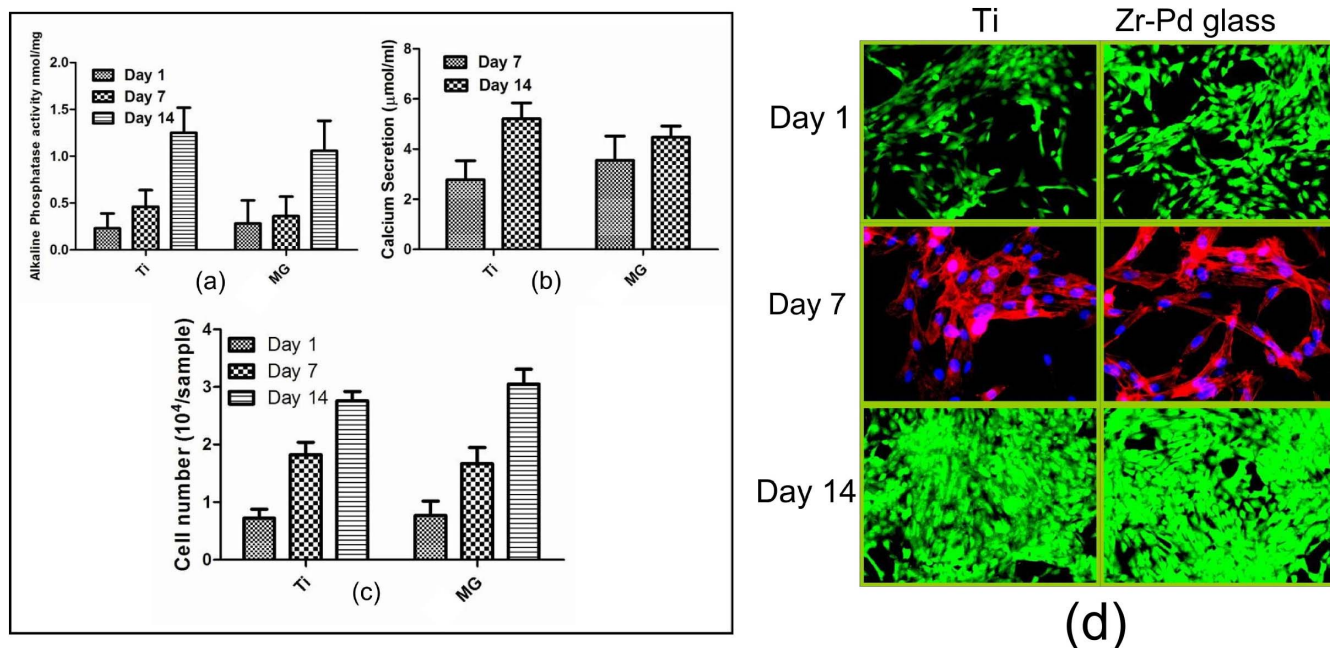 Alkaline Phosphatase activity nmol/mg
2.0
1.5
1.0
0.5
0.0
Day 1
Day 7
Day 14
Ti
MG
(a)
Calcium Secretion (μmol/ml)
8
6
4
2
0
Day 7
Day 14
Ti
MG
(b)
Cell number (10⁴/sample)
4
3
2
1
0
Day 1
Day 7
Day 14
Ti
MG
(c)
Ti
Zr-Pd glass
Day 1
Day 7
Day 14
(d)